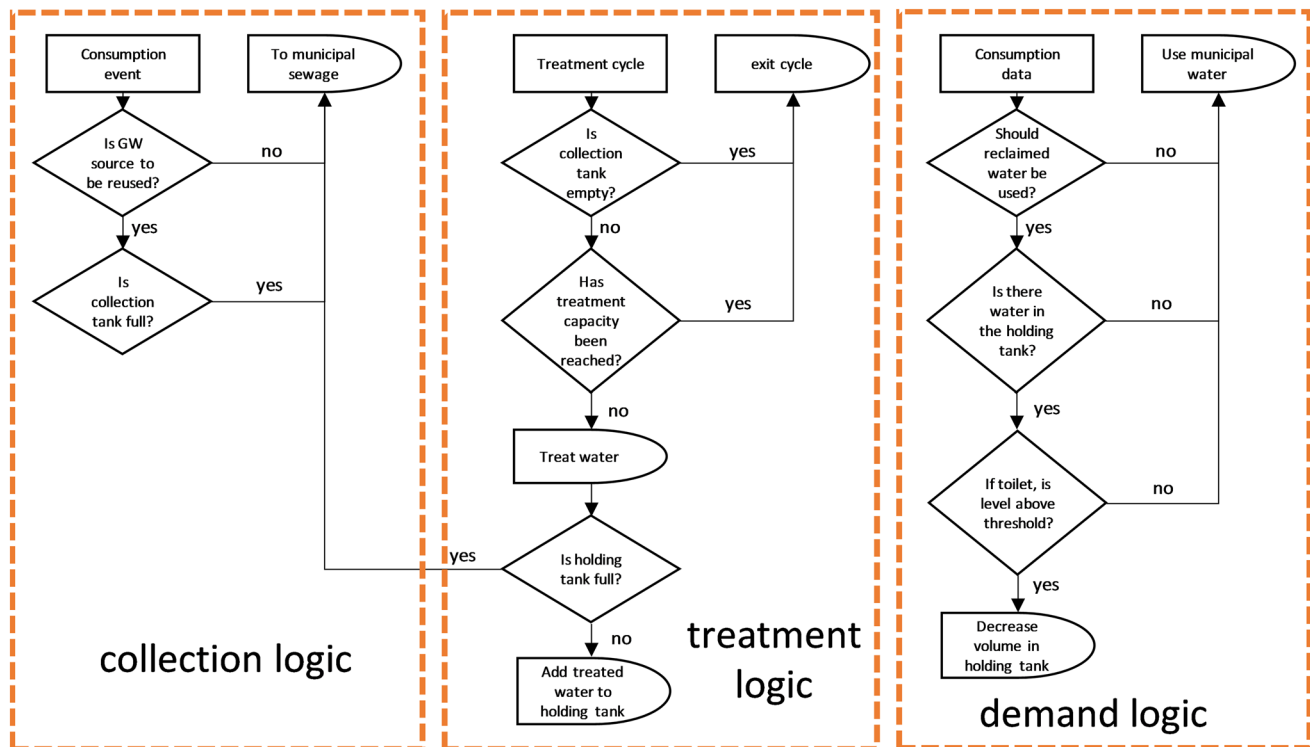 Consumption
event
To municipal
sewage
Is GW
source to
be reused?
no
yes
Is
collection
tank full?
yes
collection logic
Treatment cycle
exit cycle
Is
collection
tank
empty?
yes
no
Has
treatment
capacity
been
reached?
yes
no
Treat water
Is holding
tank full?
yes
no
Add treated
water to
holding tank
treatment
logic
Consumption
data
Use municipal
water
Should
reclaimed
water be
used?
no
yes
Is there
water in
the holding
tank?
no
yes
If toilet, is
level above
threshold?
no
yes
Decrease
volume in
holding tank
demand logic